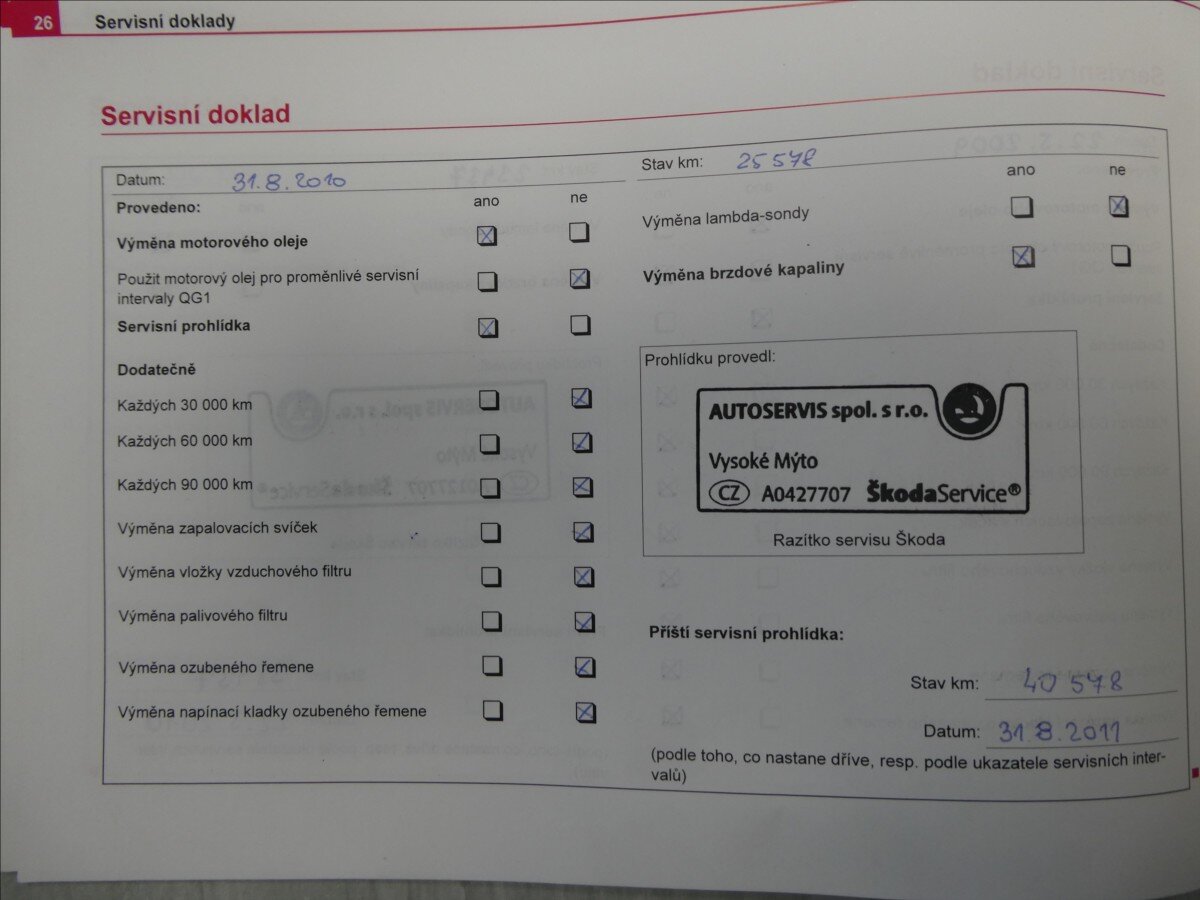 26 Servisní doklady
Servisní doklad
Datum: 31.8.2010
Provedeno: ano ne
Výměna motorového oleje ☒ ☐
Použit motorový olej pro proměnlivé servisní
intervaly QG1 ☐ ☒
Servisní prohlídka ☒ ☐
Dodatečně
Každých 30 000 km ☐ ☒
Každých 60 000 km ☐ ☒
Každých 90 000 km ☐ ☒
Výměna zapalovacích svíček ☐ ☒
Výměna vložky vzduchového filtru ☐ ☒
Výměna palivového filtru ☐ ☒
Výměna ozubeného řemene ☐ ☒
Výměna napínací kladky ozubeného řemene ☐ ☒
Stav km: 25 578
ano ne
Výměna lambda-sondy ☐ ☒
Výměna brzdové kapaliny ☒ ☐
Prohlídku provedl:
AUTOSERVIS spol. s r.o.
Vysoké Mýto
CZ A0427707 ŠkodaService®
Razítko servisu Škoda
Příští servisní prohlídka:
Stav km: 40 578
Datum: 31.8.2011
(podle toho, co nastane dříve, resp. podle ukazatele servisních inter-
valů)